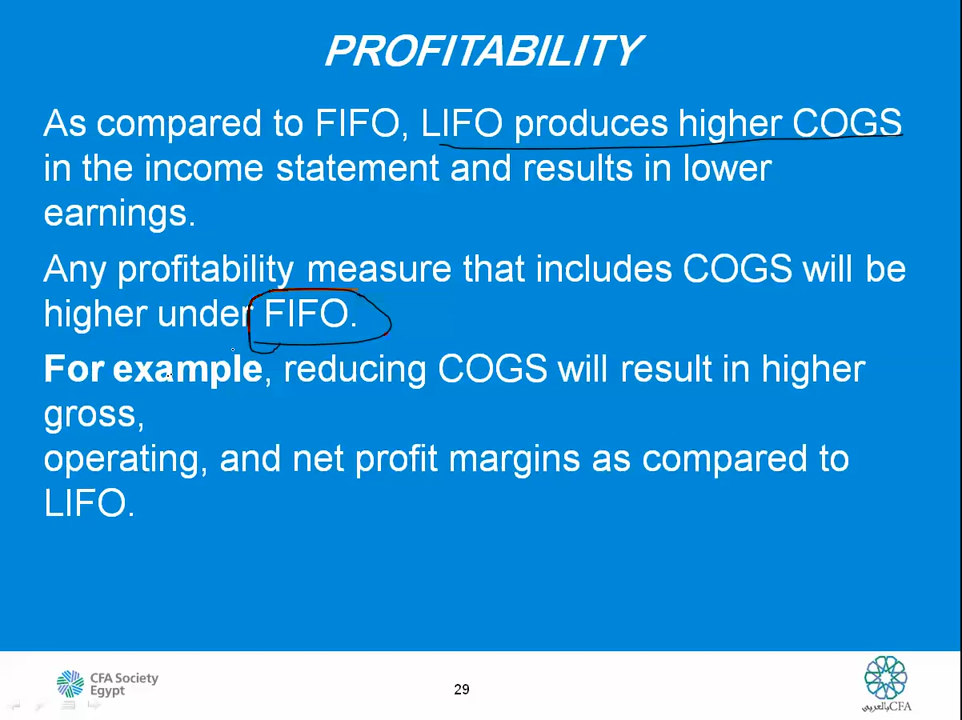 PROFITABILITY
As compared to FIFO, LIFO produces higher COGS
in the income statement and results in lower
earnings.
Any profitability measure that includes COGS will be
higher under FIFO.
For example, reducing COGS will result in higher
gross,
operating, and net profit margins as compared to
LIFO.
CFA Society
Egypt
29
CFAبالعربي